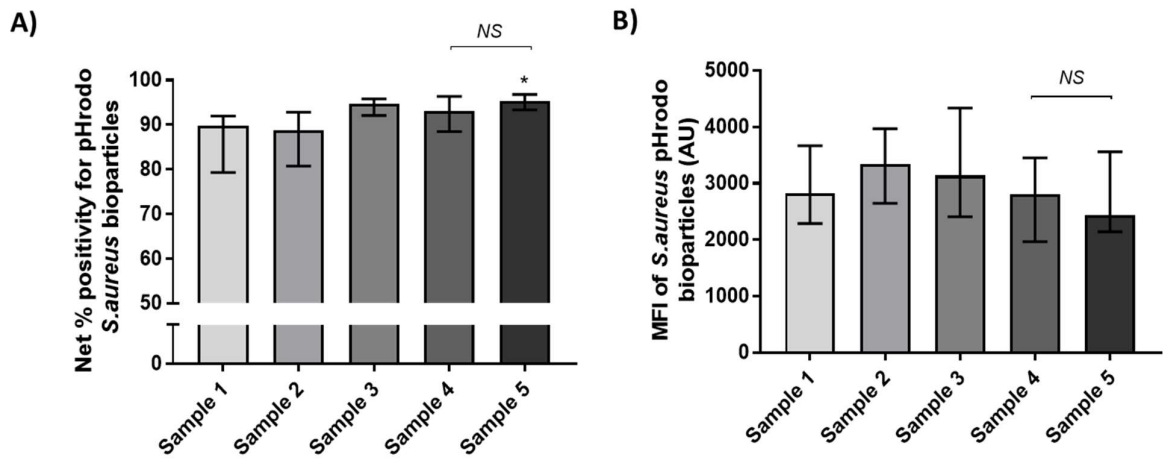 A)
Net % positivity for pHrodo
S.aureus bioparticles
100
90
80
70
60
50
0
NS
*
Sample 1
Sample 2
Sample 3
Sample 4
Sample 5
B)
MFI of S.aureus pHrodo
bioparticles (AU)
5000
4000
3000
2000
1000
0
NS
Sample 1
Sample 2
Sample 3
Sample 4
Sample 5